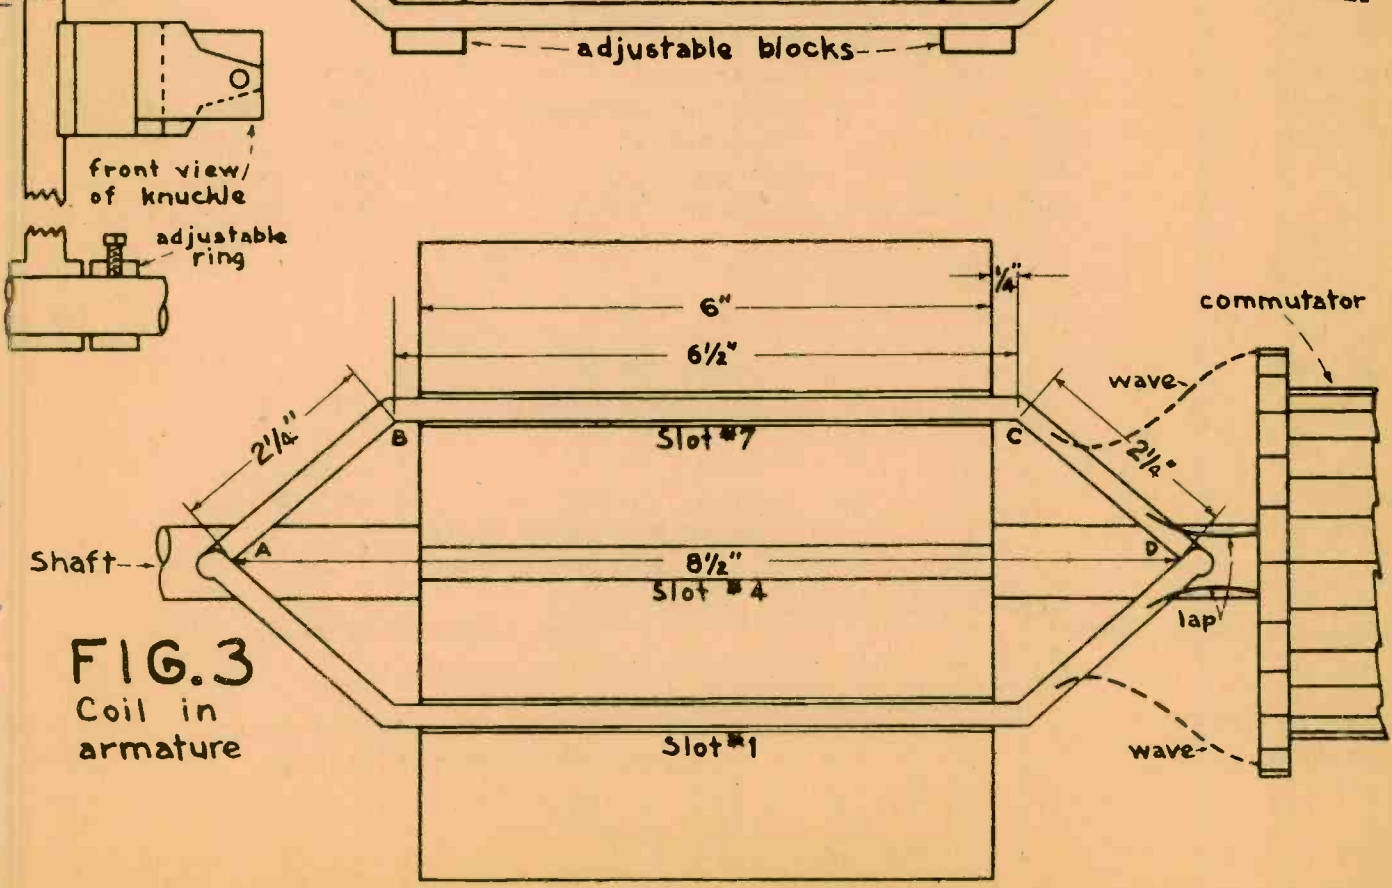 adjustable blocks
front view
of knuckle
adjustable
ring
1/4"
6"
commutator
6 1/2"
wave
2 1/4"
B
Slot #7
C
2 1/4"
Shaft
A
8 1/2"
D
Slot #4
lap
FIG. 3
Coil in
armature
Slot #1
wave